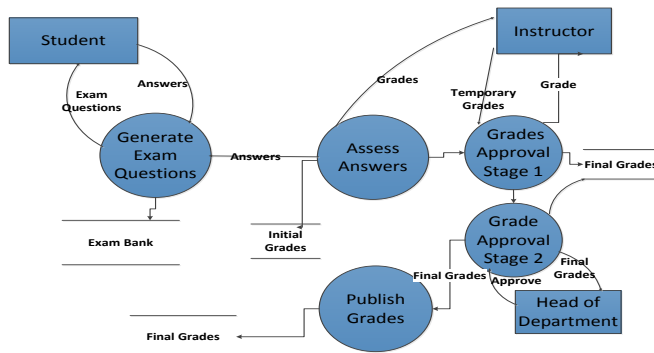 Student
Instructor
Exam
Questions
Answers
Grades
Temporary
Grades
Grade
Generate
Exam
Questions
Answers
Assess
Answers
Grades
Approval
Stage 1
Final Grades
Exam Bank
Initial
Grades
Grade
Approval
Stage 2
Final Grades
Approve
Final
Grades
Publish
Grades
Head of
Department
Final Grades